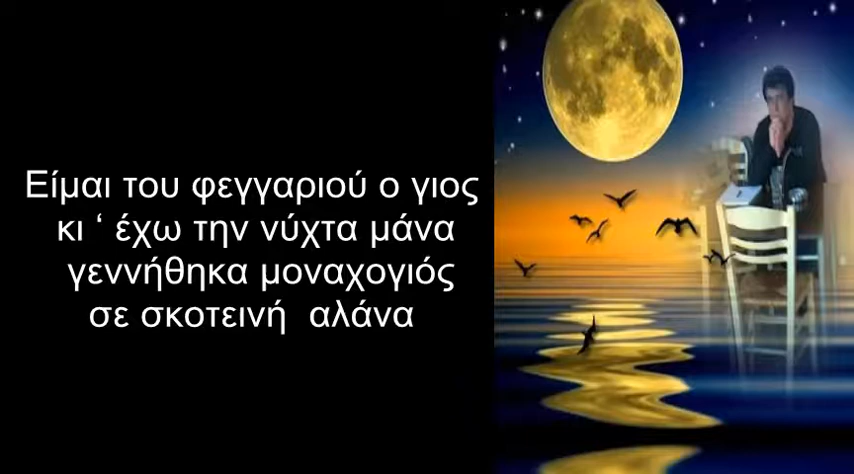 Είμαι του φεγγαριού ο γιος
κι ‘ έχω την νύχτα μάνα
γεννήθηκα μοναχογιός
σε σκοτεινή  αλάνα